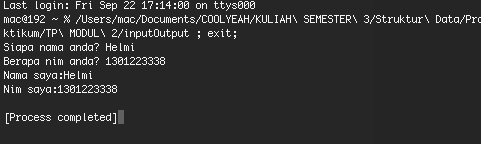 Last login: Fri Sep 22 17:14:00 on ttys000
mac@192 ~ % /Users/mac/Documents/COOLYEAH/KULIAH\ SEMESTER\ 3/Struktur\ Data/Pra
ktikum/TP\ MODUL\ 2/inputOutput ; exit;
Siapa nama anda? Helmi
Berapa nim anda? 1301223338
Nama saya:Helmi
Nim saya:1301223338
[Process completed]